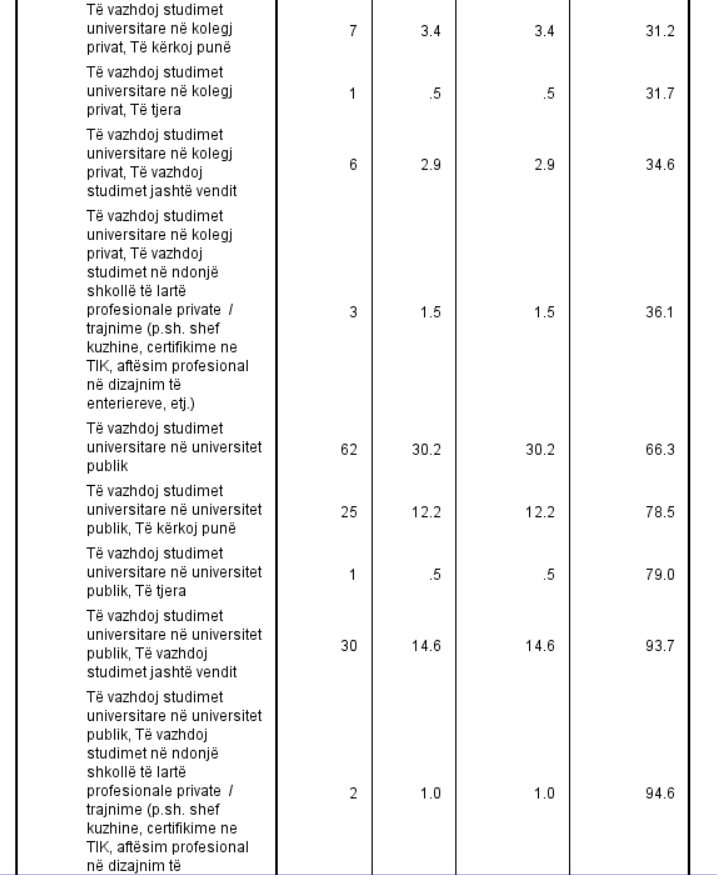 Të vazhdoj studimet
universitare në kolegj
privat, Të kërkoj punë
7 3.4 3.4 31.2
Të vazhdoj studimet
universitare në kolegj
privat, Të tjera
1 .5 .5 31.7
Të vazhdoj studimet
universitare në kolegj
privat, Të vazhdoj
studimet jashtë vendit
6 2.9 2.9 34.6
Të vazhdoj studimet
universitare në kolegj
privat, Të vazhdoj
studimet në ndonjë
shkollë të lartë
profesionale private /
trajnime (p.sh. shef
kuzhine, certifikime ne
TIK, aftësim profesional
në dizajnim të
enteriereve, etj.)
3 1.5 1.5 36.1
Të vazhdoj studimet
universitare në universitet
publik
62 30.2 30.2 66.3
Të vazhdoj studimet
universitare në universitet
publik, Të kërkoj punë
25 12.2 12.2 78.5
Të vazhdoj studimet
universitare në universitet
publik, Të tjera
1 .5 .5 79.0
Të vazhdoj studimet
universitare në universitet
publik, Të vazhdoj
studimet jashtë vendit
30 14.6 14.6 93.7
Të vazhdoj studimet
universitare në universitet
publik, Të vazhdoj
studimet në ndonjë
shkollë të lartë
profesionale private /
trajnime (p.sh. shef
kuzhine, certifikime ne
TIK, aftësim profesional
në dizajnim të
2 1.0 1.0 94.6